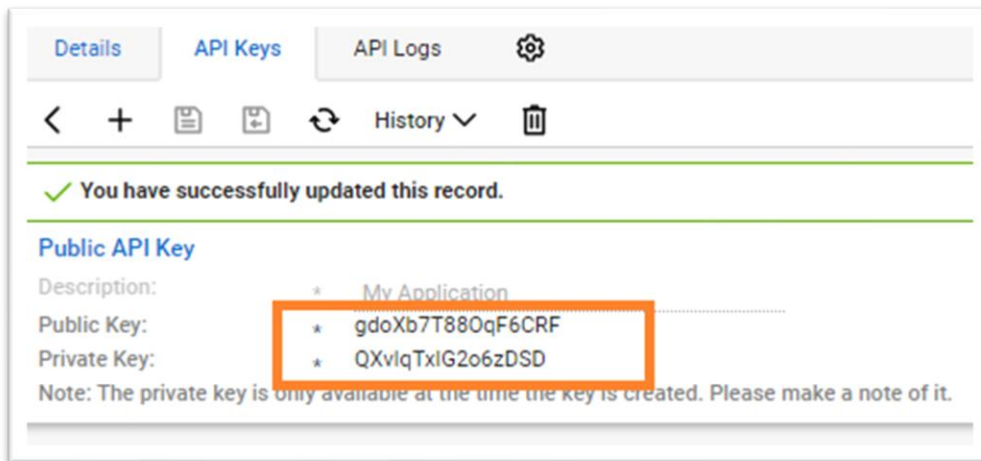 Details API Keys API Logs
History
You have successfully updated this record.
Public API Key
Description: * My Application
Public Key: * gdoXb7T88OqF6CRF
Private Key: * QXvIqTxIG2o6zDSD
Note: The private key is only available at the time the key is created. Please make a note of it.